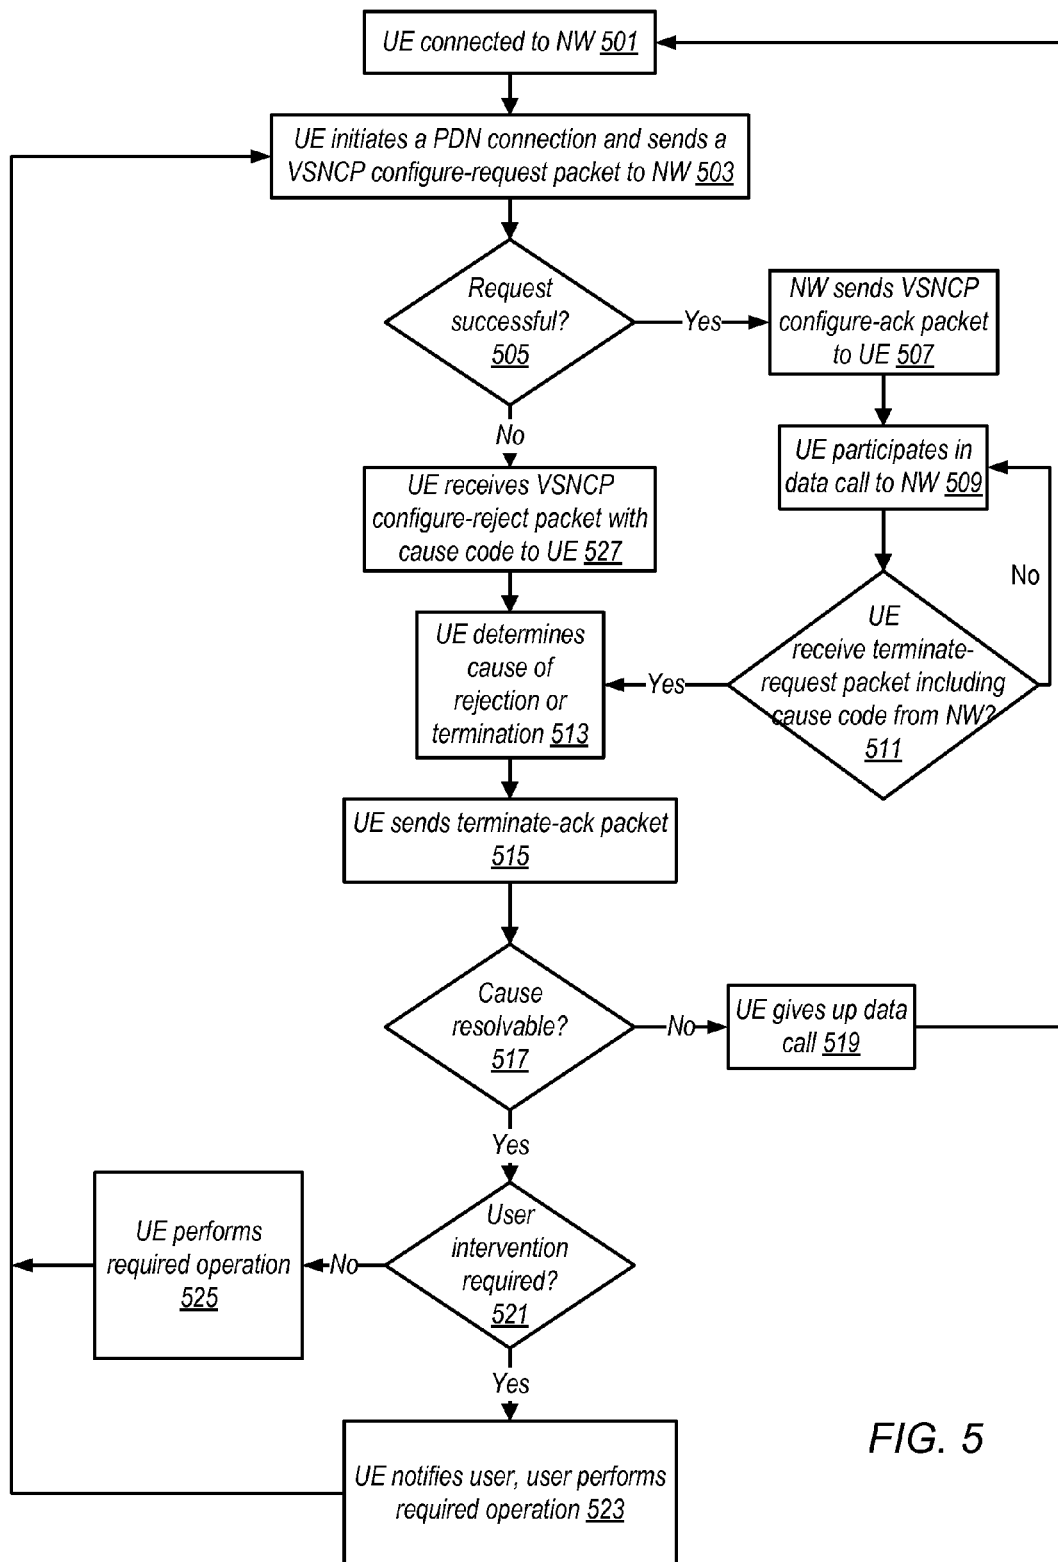 UE connected to NW 501
UE initiates a PDN connection and sends a
VSNCP configure-request packet to NW 503
Request
successful?
505
Yes
NW sends VSNCP
configure-ack packet
to UE 507
No
UE participates in
data call to NW 509
UE receives VSNCP
configure-reject packet with
cause code to UE 527
No
UE
receive terminate-
request packet including
cause code from NW?
511
Yes
UE determines
cause of
rejection or
termination 513
UE sends terminate-ack packet
515
Cause
resolvable?
517
No
UE gives up data
call 519
Yes
User
intervention
required?
521
No
UE performs
required operation
525
Yes
UE notifies user, user performs
required operation 523
FIG. 5